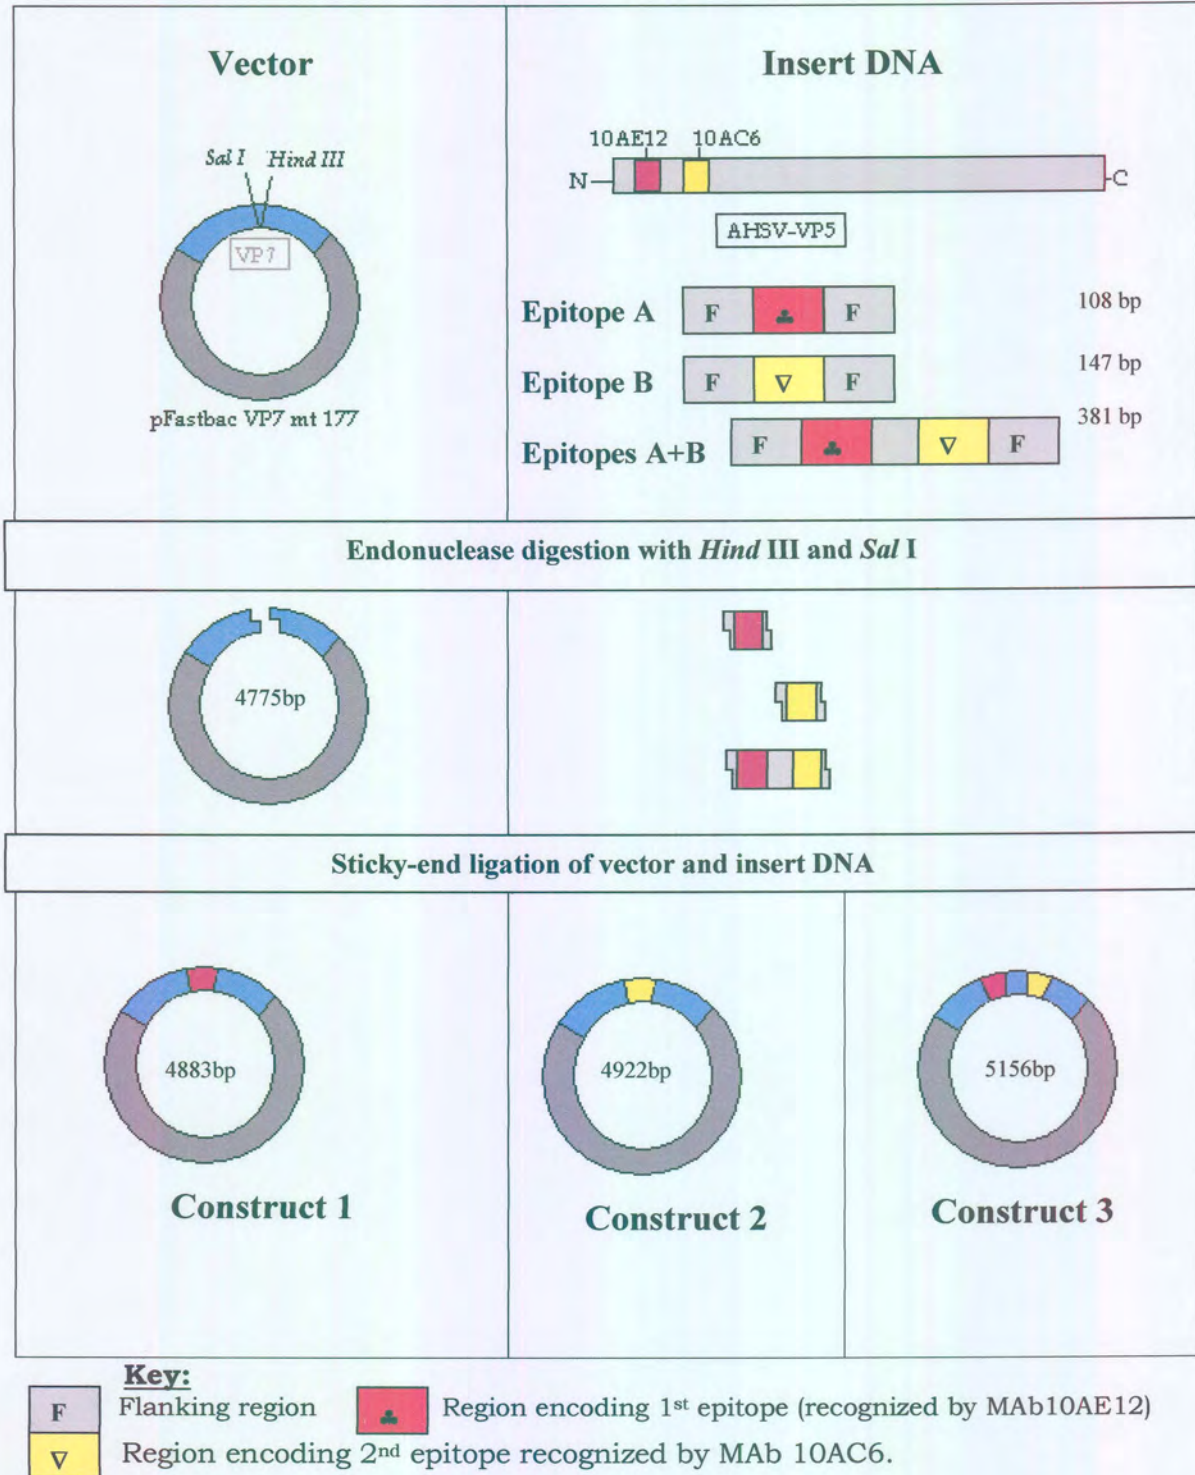 Vector
Insert DNA
Sal I Hind III
VP7
pFastbac VP7 mt 177
10AE12 10AC6
N C
AHSV-VP5
Epitope A F ♣ F 108 bp
Epitope B F ∇ F 147 bp
Epitopes A+B F ♣ ∇ F 381 bp
Endonuclease digestion with Hind III and Sal I
4775bp
Sticky-end ligation of vector and insert DNA
4883bp
4922bp
5156bp
Construct 1
Construct 2
Construct 3
Key:
F Flanking region ♣ Region encoding 1st epitope (recognized by MAb10AE12)
∇ Region encoding 2nd epitope recognized by MAb 10AC6.